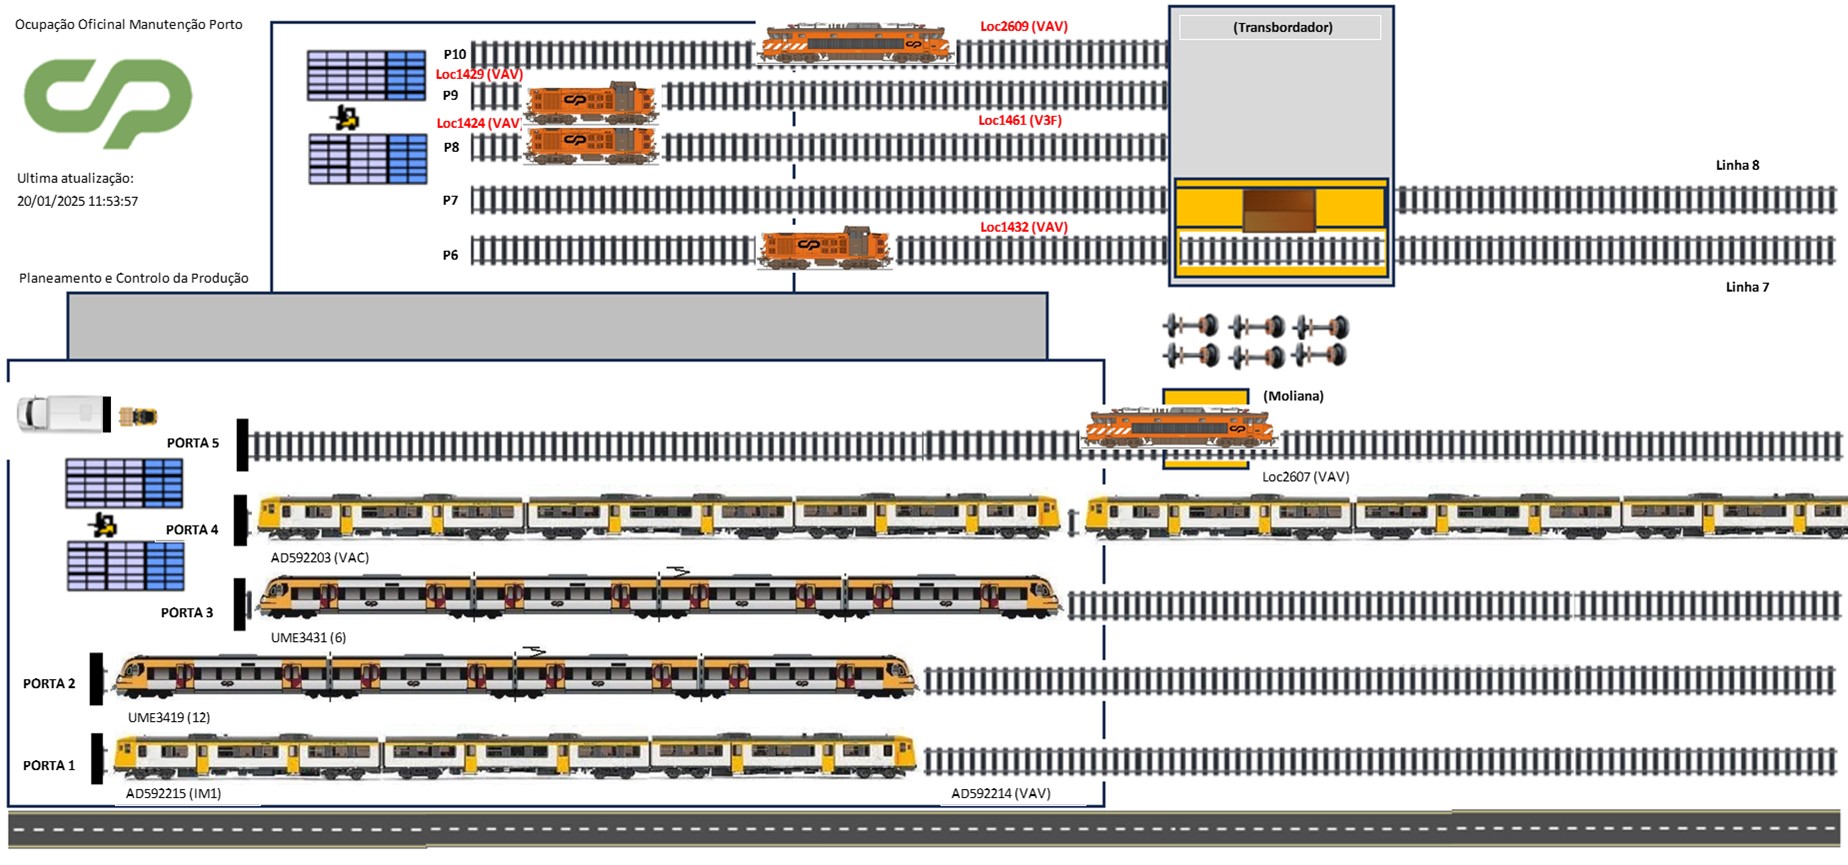 Ocupação Oficinal Manutenção Porto
Loc2609 (VAV)
(Transbordador)
P10
Loc1429 (VAV)
P9
Loc1424 (VAV)
Loc1461 (V3F)
P8
Linha 8
Ultima atualização:
20/01/2025 11:53:57
P7
Loc1432 (VAV)
P6
Planeamento e Controlo da Produção
Linha 7
(Moliana)
PORTA 5
Loc2607 (VAV)
PORTA 4
AD592203 (VAC)
PORTA 3
UME3431 (6)
PORTA 2
UME3419 (12)
PORTA 1
AD592215 (IM1)
AD592214 (VAV)